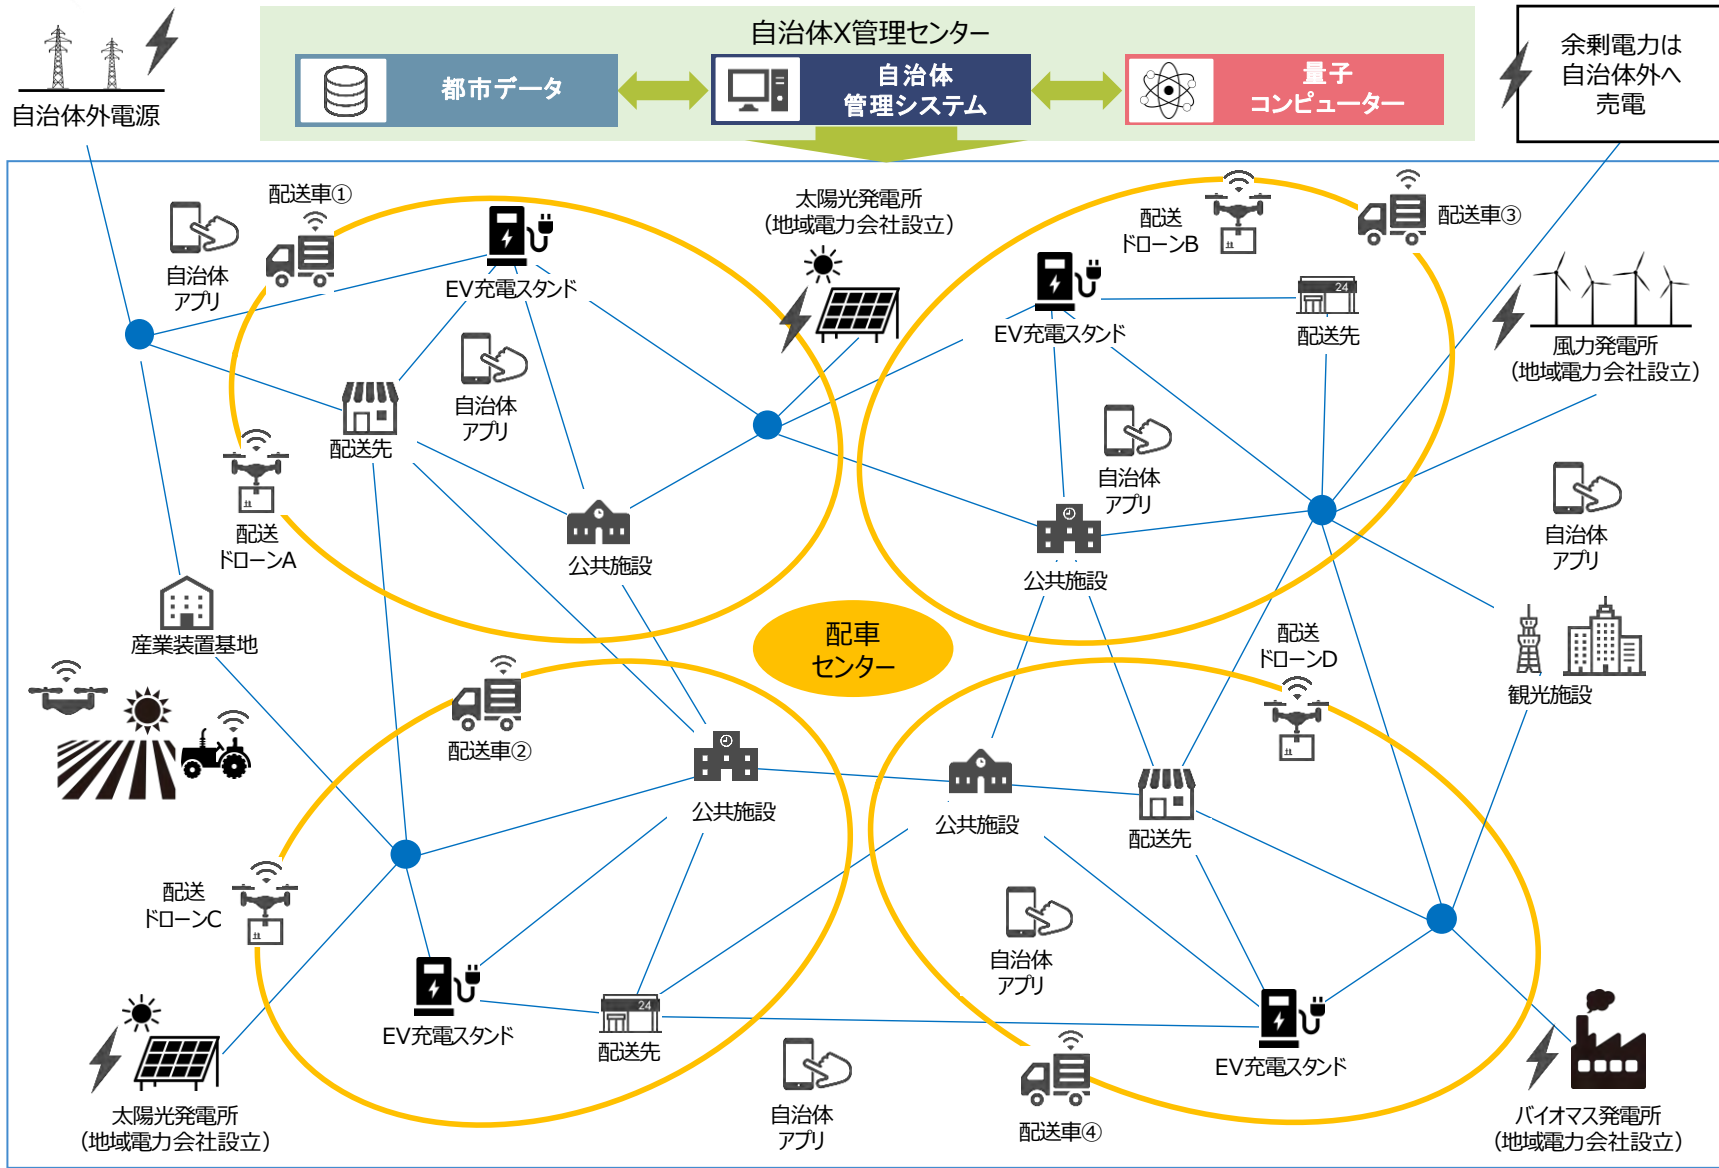 自治体X管理センター
都市データ
自治体
管理システム
量子
コンピューター
自治体外電源
余剰電力は
自治体外へ
売電
配送車①
自治体
アプリ
EV充電スタンド
太陽光発電所
（地域電力会社設立）
配送
ドローンB
配送車③
EV充電スタンド
24
配送先
風力発電所
（地域電力会社設立）
自治体
アプリ
配送先
配送
ドローンA
公共施設
自治体
アプリ
公共施設
自治体
アプリ
産業装置基地
配車
センター
配送
ドローンD
観光施設
配送車②
公共施設
公共施設
配送先
配送
ドローンC
自治体
アプリ
EV充電スタンド
24
配送先
EV充電スタンド
太陽光発電所
（地域電力会社設立）
自治体
アプリ
配送車④
バイオマス発電所
（地域電力会社設立）